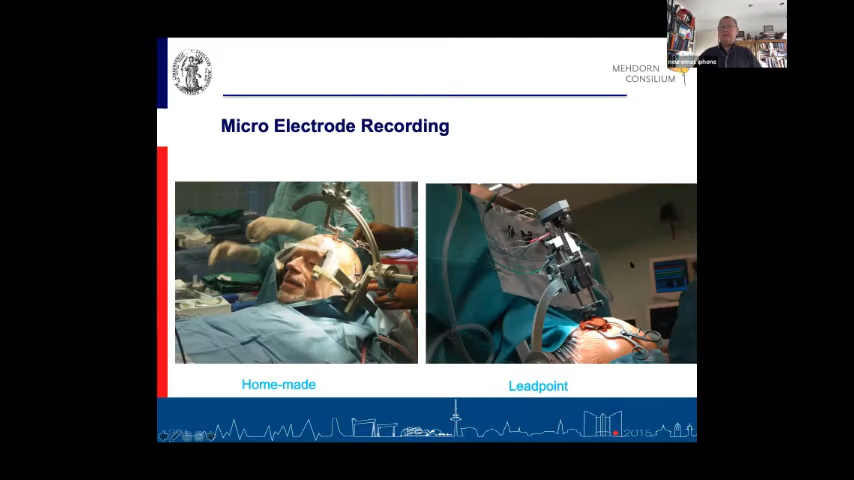 MEHDORN
CONSILIUM
Micro Electrode Recording
Home-made
Leadpoint
2015